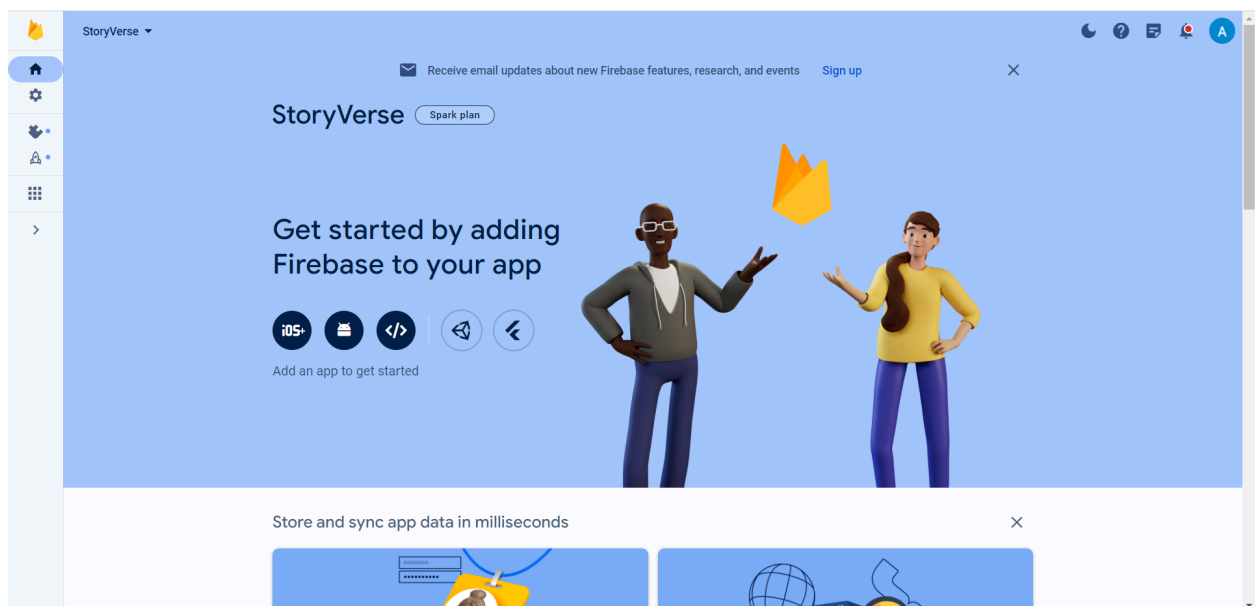 StoryVerse
Receive email updates about new Firebase features, research, and events Sign up
StoryVerse Spark plan
Get started by adding
Firebase to your app
iOS+ </>
Add an app to get started
Store and sync app data in milliseconds
A